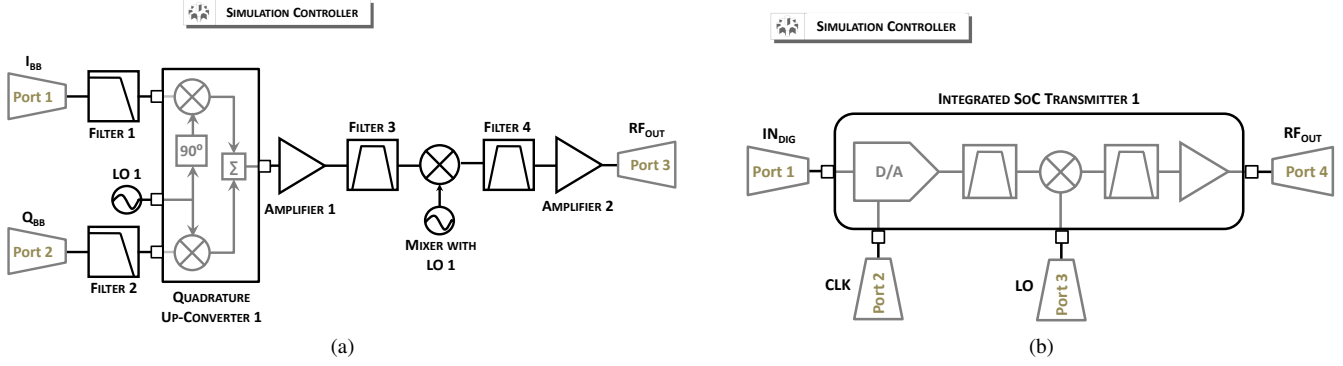 SIMULATION CONTROLLER
I_BB
Port 1
FILTER 1
LO 1
Q_BB
Port 2
FILTER 2
90°
Σ
QUADRATURE
UP-CONVERTER 1
AMPLIFIER 1
FILTER 3
MIXER WITH
LO 1
FILTER 4
AMPLIFIER 2
RF_OUT
Port 3
(a)
SIMULATION CONTROLLER
INTEGRATED SOC TRANSMITTER 1
IN_DIG
Port 1
D/A
CLK
Port 2
LO
Port 3
RF_OUT
Port 4
(b)